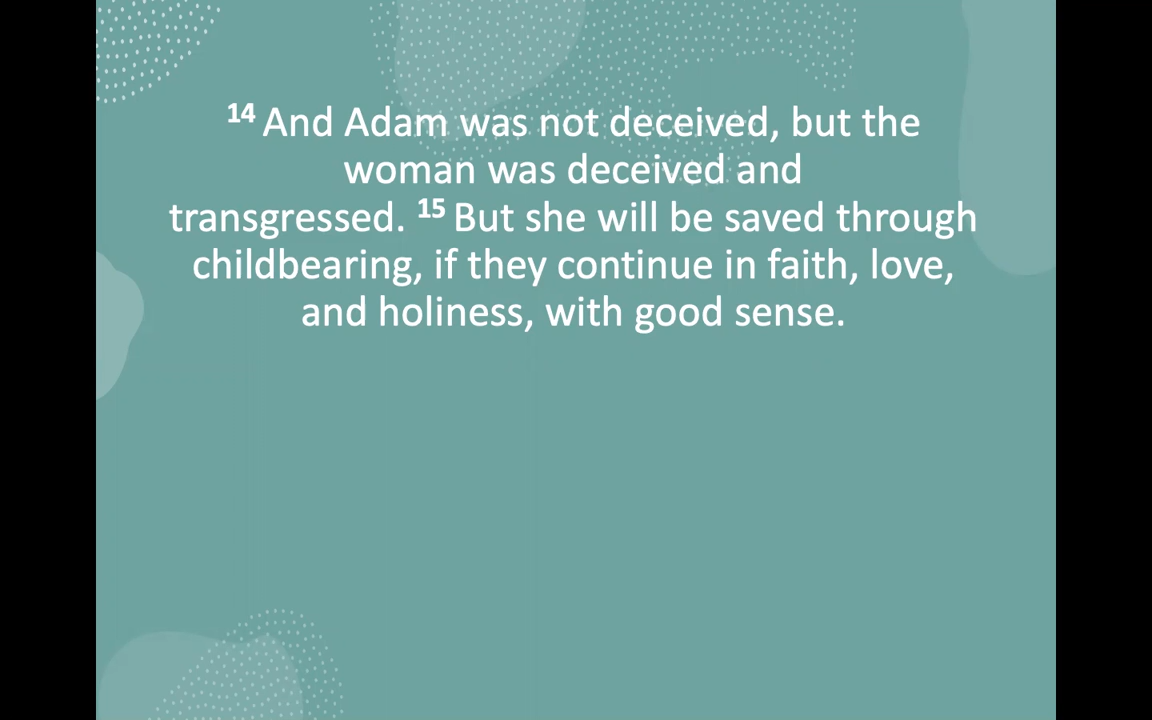 14 And Adam was not deceived, but the
woman was deceived and
transgressed. 15 But she will be saved through
childbearing, if they continue in faith, love,
and holiness, with good sense.